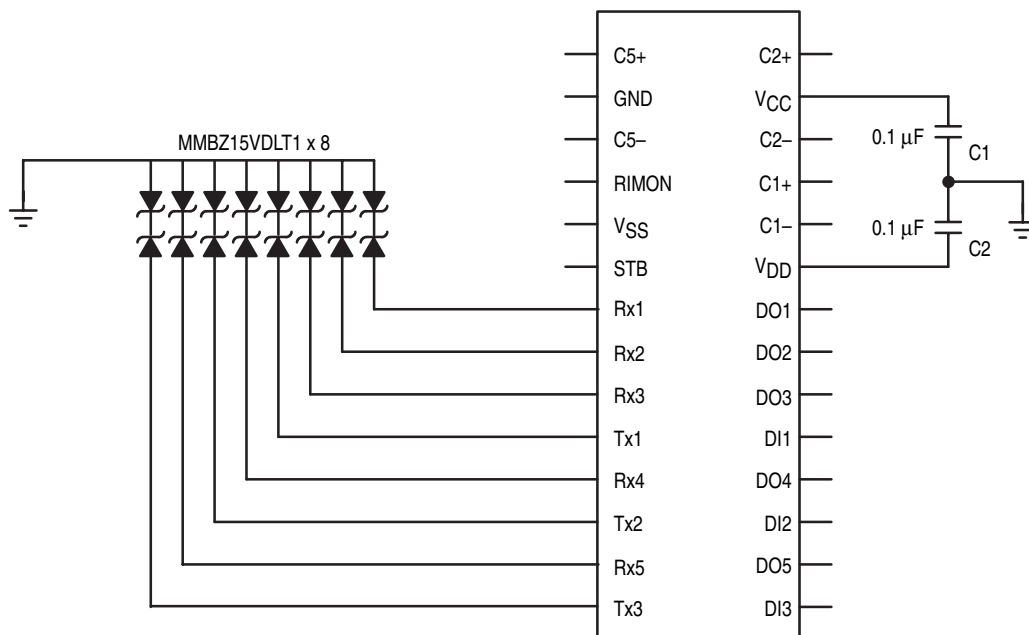 C5+ C2+
GND VCC
MMBZ15VDLT1 x 8 C5– C2– 0.1 μF C1
RIMON C1+
VSS C1– 0.1 μF C2
STB VDD
Rx1 DO1
Rx2 DO2
Rx3 DO3
Tx1 DI1
Rx4 DO4
Tx2 DI2
Rx5 DO5
Tx3 DI3